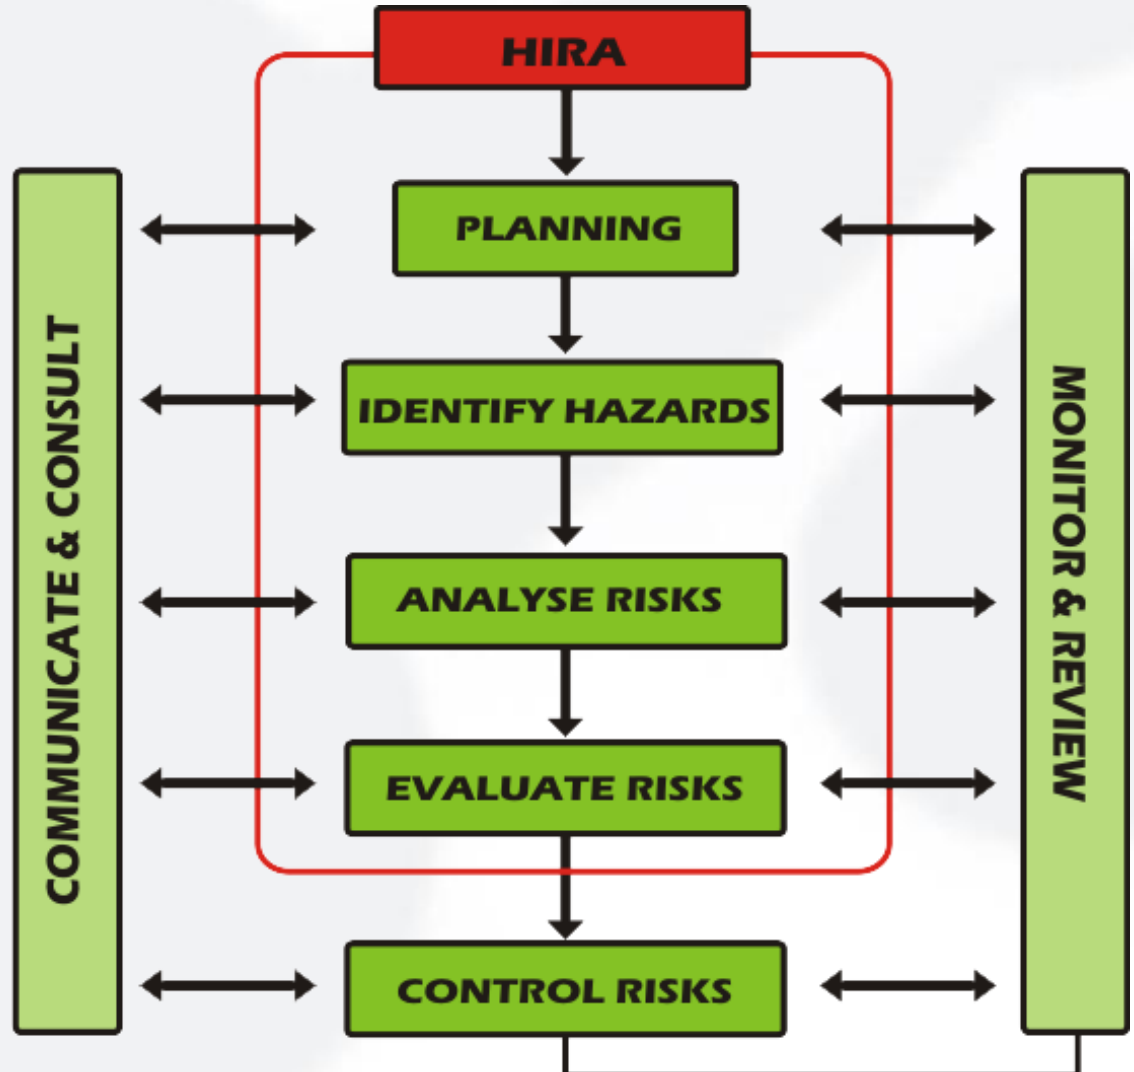 HIRA
PLANNING
IDENTIFY HAZARDS
ANALYSE RISKS
EVALUATE RISKS
CONTROL RISKS
COMMUNICATE & CONSULT
MONITOR & REVIEW